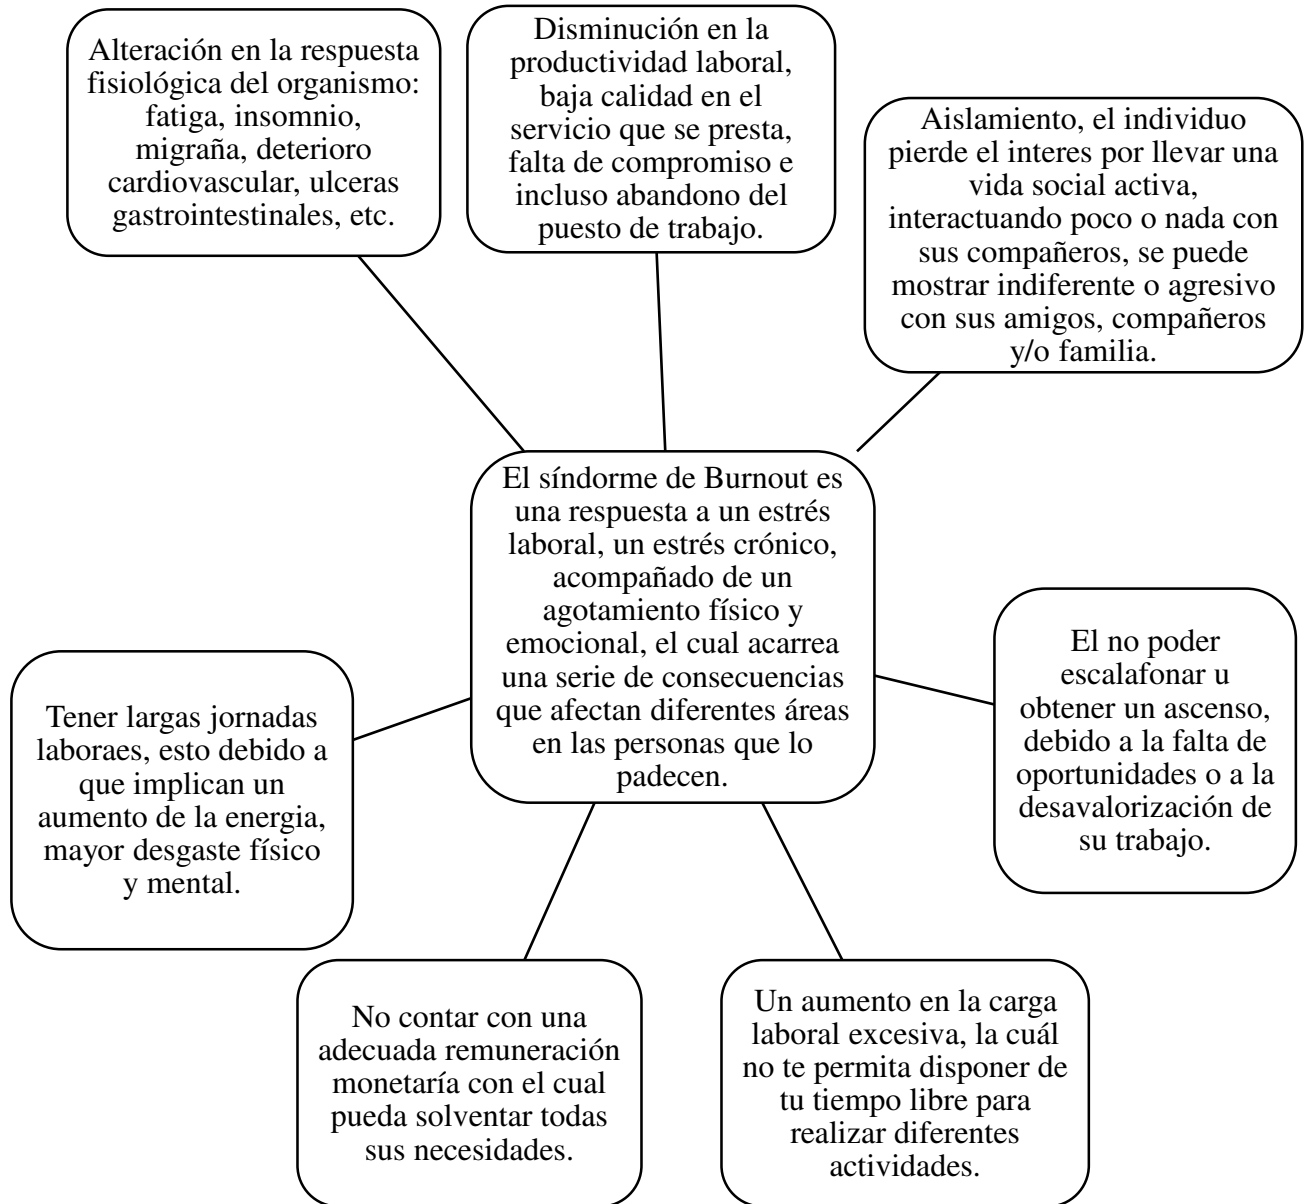 Alteración en la respuesta
fisiológica del organismo:
fatiga, insomnio,
migraña, deterioro
cardiovascular, ulceras
gastrointestinales, etc.
Disminución en la
productividad laboral,
baja calidad en el
servicio que se presta,
falta de compromiso e
incluso abandono del
puesto de trabajo.
Aislamiento, el individuo
pierde el interes por llevar una
vida social activa,
interactuando poco o nada con
sus compañeros, se puede
mostrar indiferente o agresivo
con sus amigos, compañeros
y/o familia.
El síndorme de Burnout es
una respuesta a un estrés
laboral, un estrés crónico,
acompañado de un
agotamiento físico y
emocional, el cual acarrea
una serie de consecuencias
que afectan diferentes áreas
en las personas que lo
padecen.
Tener largas jornadas
laboraes, esto debido a
que implican un
aumento de la energia,
mayor desgaste físico
y mental.
El no poder
escalafonar u
obtener un ascenso,
debido a la falta de
oportunidades o a la
desavalorización de
su trabajo.
No contar con una
adecuada remuneración
monetaría con el cual
pueda solventar todas
sus necesidades.
Un aumento en la carga
laboral excesiva, la cuál
no te permita disponer de
tu tiempo libre para
realizar diferentes
actividades.